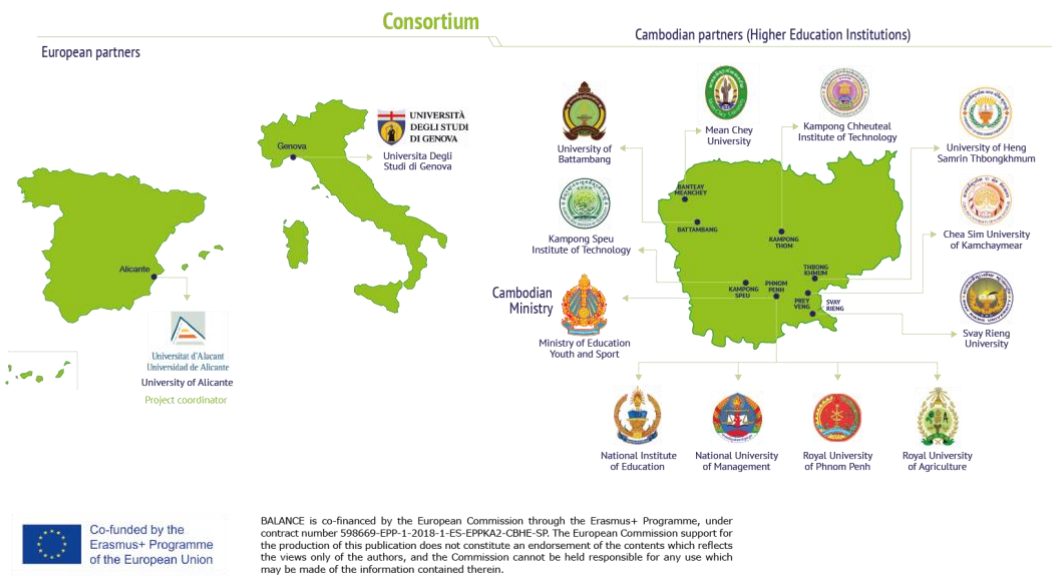 Consortium
European partners
Cambodian partners (Higher Education Institutions)
UNIVERSITÀ
DEGLI STUDI
DI GENOVA
Universita Degli
Studi di Genova
Genova
Alicante
Universitat d'Alacant
Universidad de Alicante
University of Alicante
Project coordinator
University of
Battambang
Mean Chey
University
Kampong Chheuteal
Institute of Technology
University of Heng
Samrin Thbongkhmum
Kampong Speu
Institute of Technology
Chea Sim University
of Kamchaymear
Cambodian
Ministry
Ministry of Education
Youth and Sport
Svay Rieng
University
BANTEAY
MEANCHEY
BATTAMBANG
KAMPONG
THOM
THBONG
KHMUM
KAMPONG
SPEU
PHNOM
PENH
PREY
VENG
SVAY
RIENG
National Institute
of Education
National University
of Management
Royal University
of Phnom Penh
Royal University
of Agriculture
Co-funded by the
Erasmus+ Programme
of the European Union
BALANCE is co-financed by the European Commission through the Erasmus+ Programme, under
contract number 598669-EPP-1-2018-1-ES-EPPKA2-CBHE-SP. The European Commission support for
the production of this publication does not constitute an endorsement of the contents which reflects
the views only of the authors, and the Commission cannot be held responsible for any use which
may be made of the information contained therein.